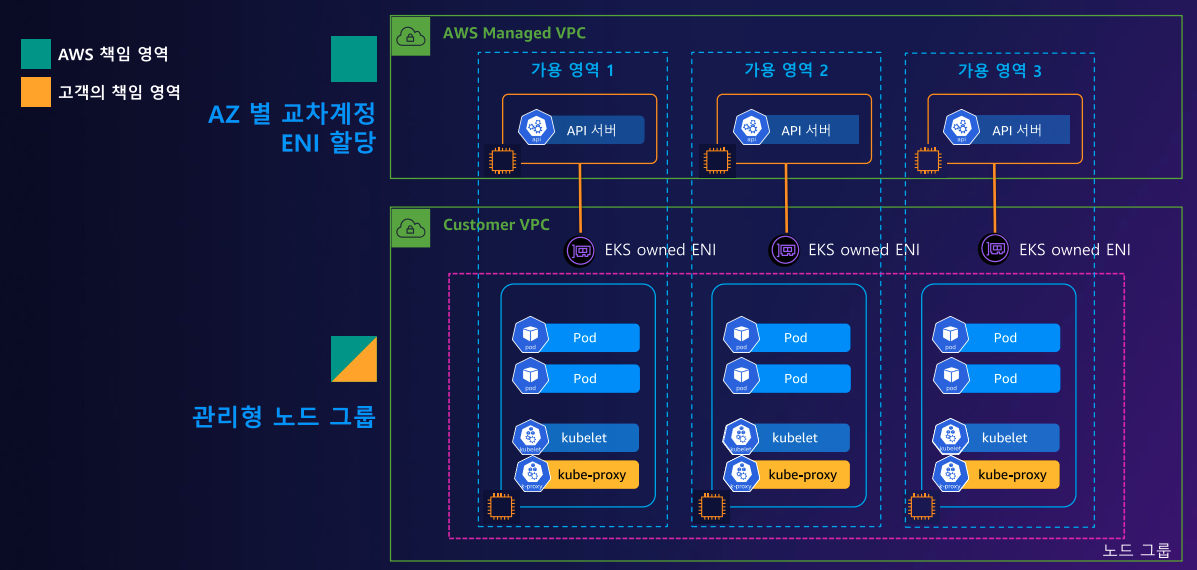 AWS 책임 영역
고객의 책임 영역
AZ 별 교차계정
ENI 할당
AWS Managed VPC
가용 영역 1
가용 영역 2
가용 영역 3
api
API 서버
api
API 서버
api
API 서버
Customer VPC
EKS owned ENI
EKS owned ENI
EKS owned ENI
관리형 노드 그룹
pod
Pod
pod
Pod
pod
Pod
pod
Pod
pod
Pod
pod
Pod
kubelet
kubelet
kubelet
kubelet
kubelet
kubelet
k-proxy
kube-proxy
k-proxy
kube-proxy
k-proxy
kube-proxy
노드 그룹